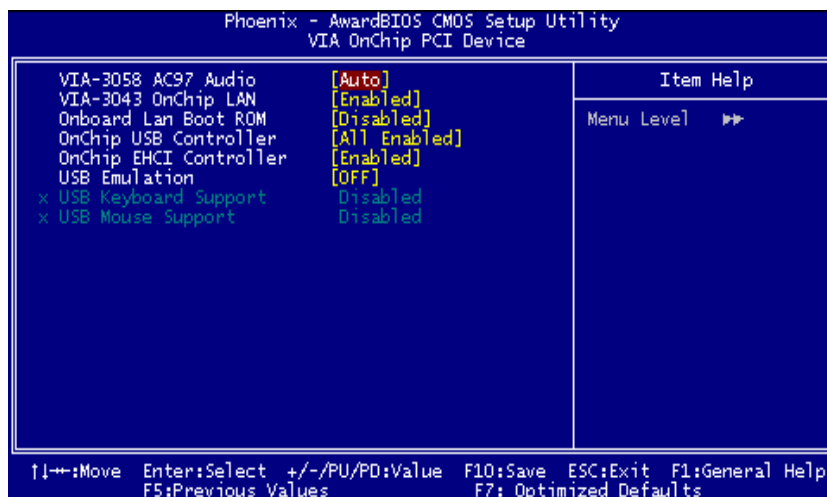 Phoenix - AwardBIOS CMOS Setup Utility
VIA OnChip PCI Device
VIA-3058 AC97 Audio [Auto]
VIA-3043 OnChip LAN [Enabled]
Onboard Lan Boot ROM [Disabled]
OnChip USB Controller [All Enabled]
OnChip EHCI Controller [Enabled]
USB Emulation [OFF]
x USB Keyboard Support Disabled
x USB Mouse Support Disabled
Item Help
Menu Level ▶▶
↑↓→←:Move Enter:Select +/-/PU/PD:Value F10:Save ESC:Exit F1:General Help
F5:Previous Values F7: Optimized Defaults